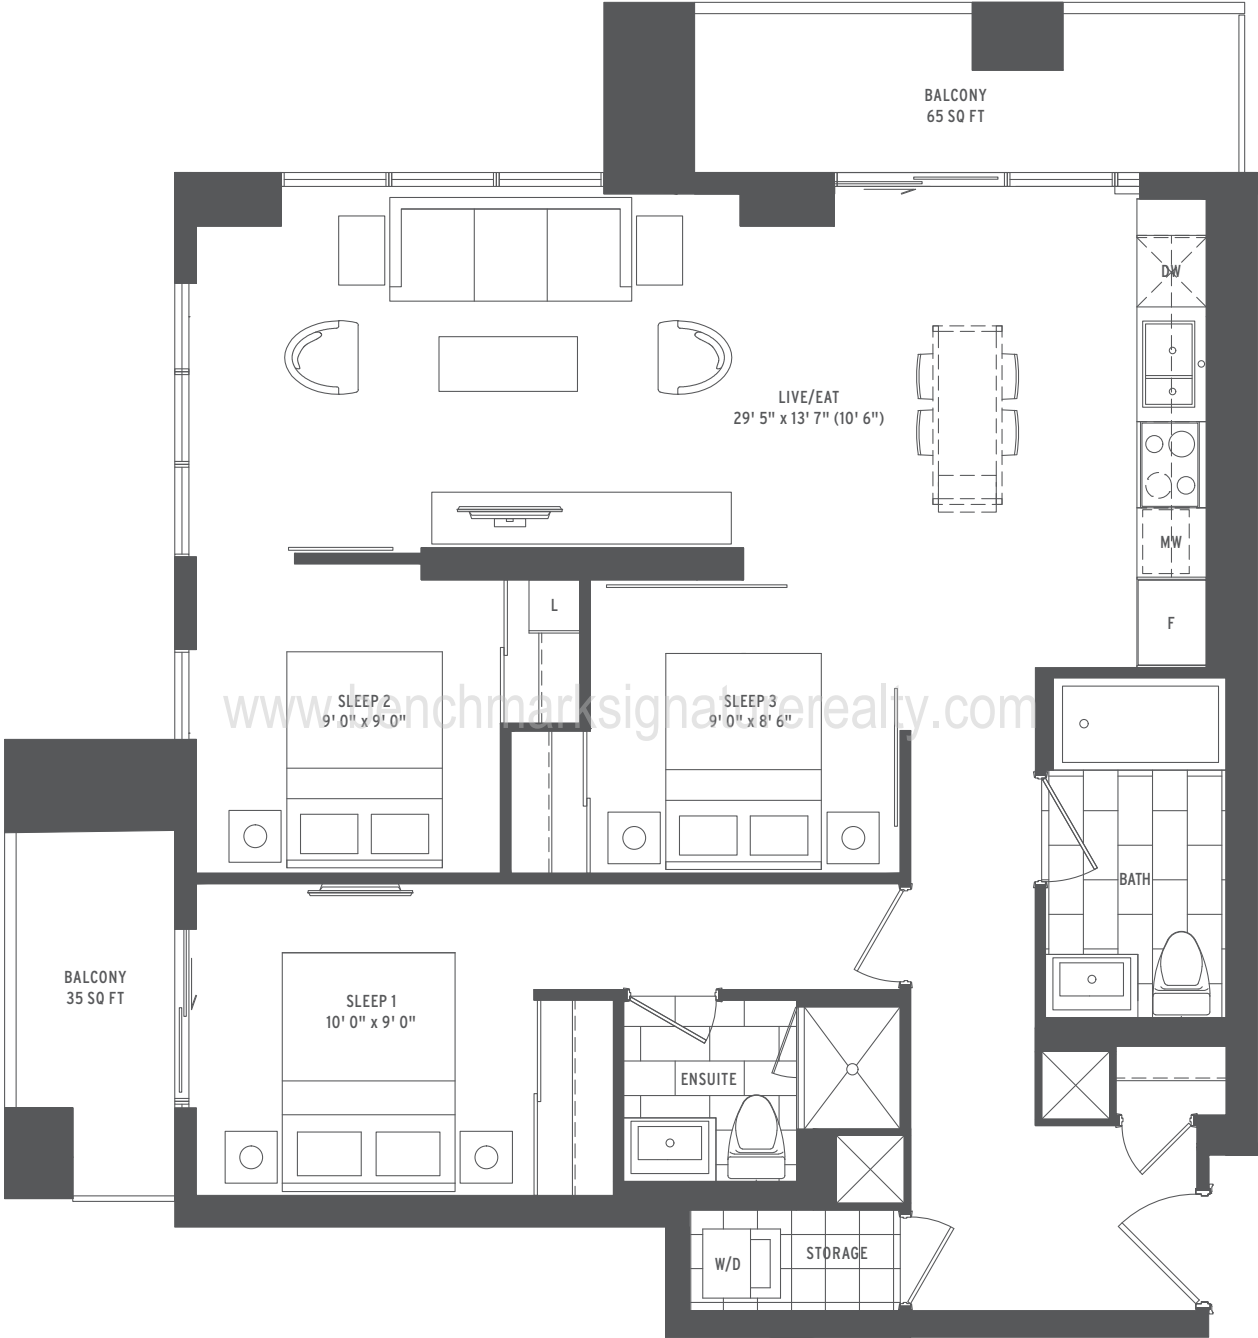 BALCONY
65 SQ FT
DW
LIVE/EAT
29' 5" x 13' 7" (10' 6")
MW
L
F
SLEEP 2
9' 0" x 9' 0"
SLEEP 3
9' 0" x 8' 6"
www.benchmarksignaturerealty.com
BATH
BALCONY
35 SQ FT
SLEEP 1
10' 0" x 9' 0"
ENSUITE
W/D
STORAGE